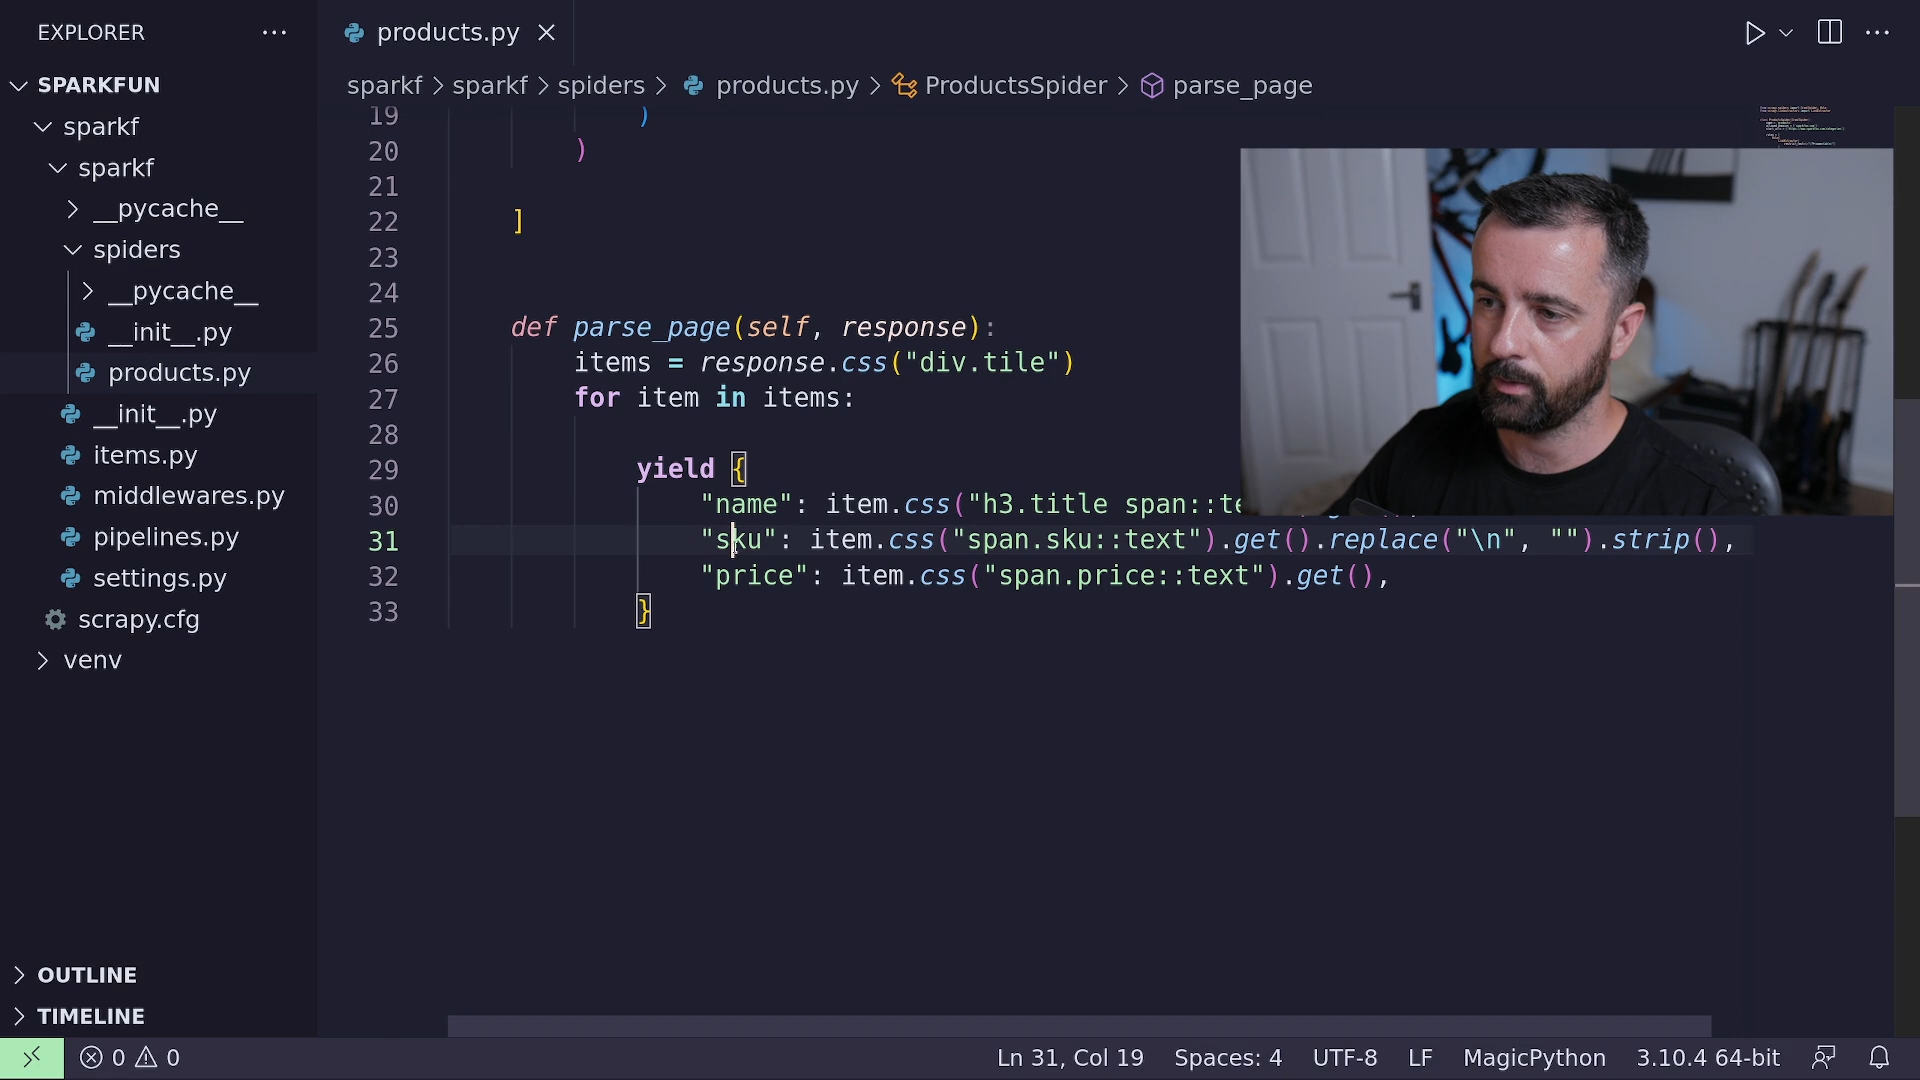 EXPLORER
SPARKFUN
sparkf
sparkf
__pycache__
spiders
__pycache__
__init__.py
products.py
__init__.py
items.py
middlewares.py
pipelines.py
settings.py
scrapy.cfg
venv
OUTLINE
TIMELINE
products.py
sparkf > sparkf > spiders > products.py > ProductsSpider > parse_page
19 )
20 )
21
22 ]
23
24
25 def parse_page(self, response):
26 items = response.css("div.tile")
27 for item in items:
28
29 yield {
30 "name": item.css("h3.title span::te
31 "sku": item.css("span.sku::text").get().replace("\n", "").strip(),
32 "price": item.css("span.price::text").get(),
33 }
0 0
Ln 31, Col 19 Spaces: 4 UTF-8 LF MagicPython 3.10.4 64-bit